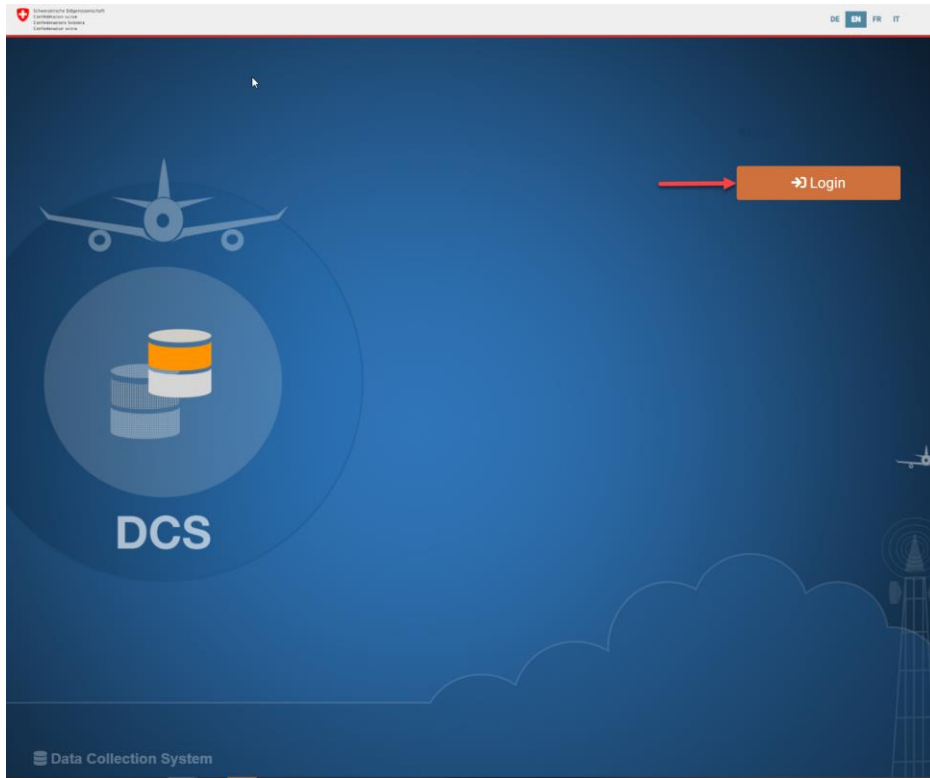 Schweizerische Eidgenossenschaft
Confédération suisse
Confederazione Svizzera
Confederaziun svizra
DE EN FR IT
Login
DCS
Data Collection System